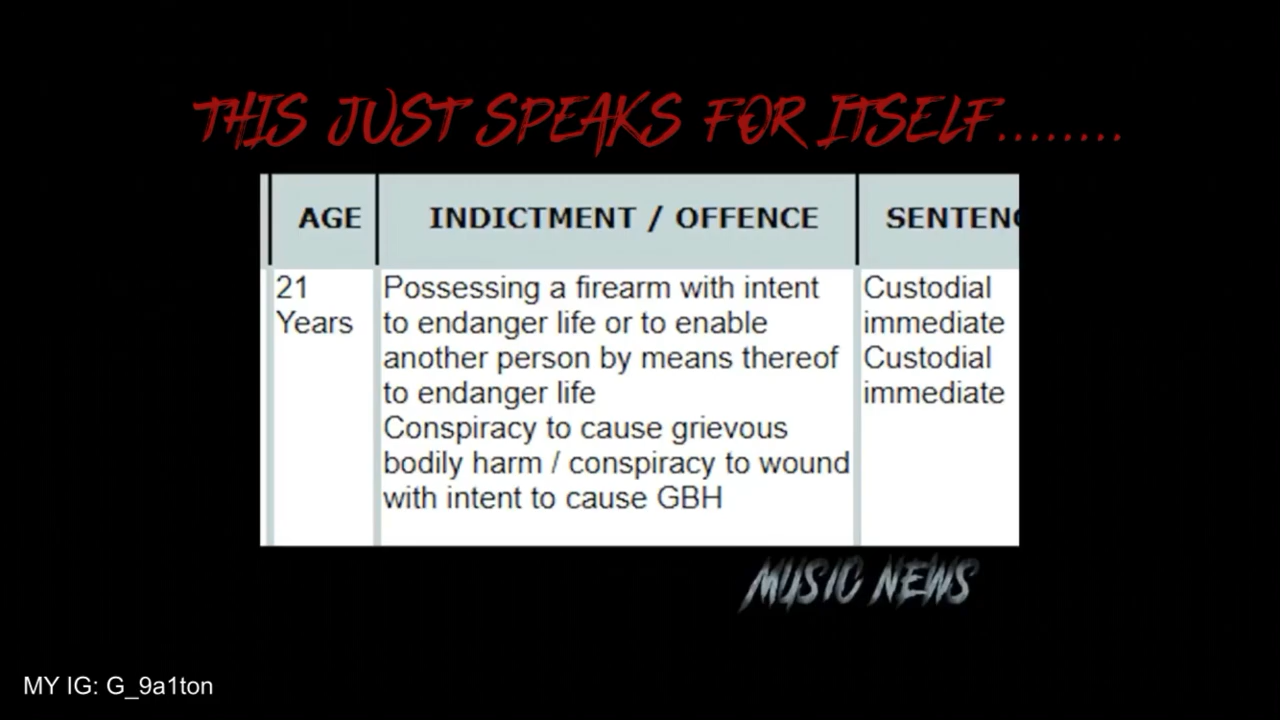 THIS JUST SPEAKS FOR ITSELF........
AGE
INDICTMENT / OFFENCE
SENTENC
21
Years
Possessing a firearm with intent
to endanger life or to enable
another person by means thereof
to endanger life
Conspiracy to cause grievous
bodily harm / conspiracy to wound
with intent to cause GBH
Custodial
immediate
Custodial
immediate
MUSIC NEWS
MY IG: G_9a1ton